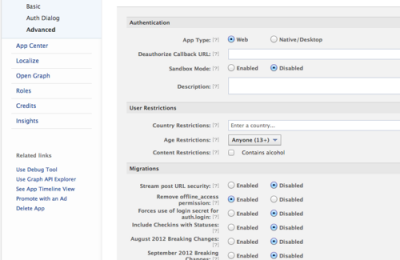 Basic
Auth Dialog
Advanced
App Center
Localize
Open Graph
Roles
Credits
Insights
Related links
Use Debug Tool
Use Graph API Explorer
See App Timeline View
Promote with an Ad
Delete App
Authentication
App Type: [?] Web Native/Desktop
Deauthorize Callback URL: [?]
Sandbox Mode: [?] Enabled Disabled
Description: [?]
User Restrictions
Country Restrictions: [?] Enter a country...
Age Restrictions: [?] Anyone (13+)
Content Restrictions: [?] Contains alcohol
Migrations
Stream post URL security: [?] Enabled Disabled
Remove offline_access
permission: [?] Enabled Disabled
Forces use of login secret for
auth.login: [?] Enabled Disabled
Include Checkins with Statuses: [?] Enabled Disabled
August 2012 Breaking Changes: [?] Enabled Disabled
September 2012 Breaking
Changes: [?] Enabled Disabled